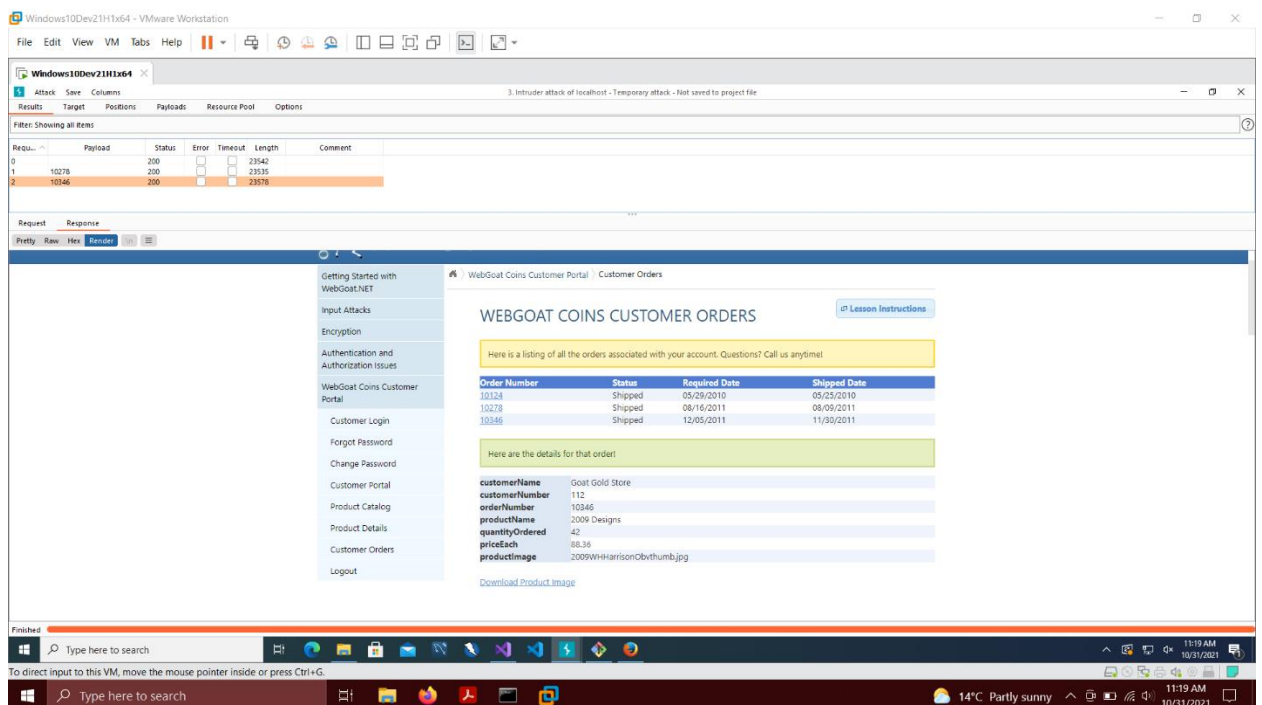 Windows10Dev21H1x64 - VMware Workstation
File Edit View VM Tabs Help
Windows10Dev21H1x64
Attack Save Columns 3. Intruder attack of localhost - Temporary attack - Not saved to project file
Results Target Positions Payloads Resource Pool Options
Filter: Showing all items
Requ... Payload Status Error Timeout Length Comment
0 200 23542
1 10278 200 23535
2 10346 200 23578
Request Response
Pretty Raw Hex Render \n
Getting Started with WebGoat.NET
Input Attacks
Encryption
Authentication and Authorization Issues
WebGoat Coins Customer Portal
Customer Login
Forgot Password
Change Password
Customer Portal
Product Catalog
Product Details
Customer Orders
Logout
WebGoat Coins Customer Portal Customer Orders
WEBGOAT COINS CUSTOMER ORDERS
Lesson Instructions
Here is a listing of all the orders associated with your account. Questions? Call us anytime!
Order Number Status Required Date Shipped Date
10124 Shipped 05/29/2010 05/25/2010
10278 Shipped 08/16/2011 08/09/2011
10346 Shipped 12/05/2011 11/30/2011
Here are the details for that order!
customerName Goat Gold Store
customerNumber 112
orderNumber 10346
productName 2009 Designs
quantityOrdered 42
priceEach 88.36
productImage 2009WHHarrisonObvthumb.jpg
Download Product Image
Finished
Type here to search
11:19 AM
10/31/2021
To direct input to this VM, move the mouse pointer inside or press Ctrl+G.
Type here to search
14°C Partly sunny
11:19 AM
10/31/2021